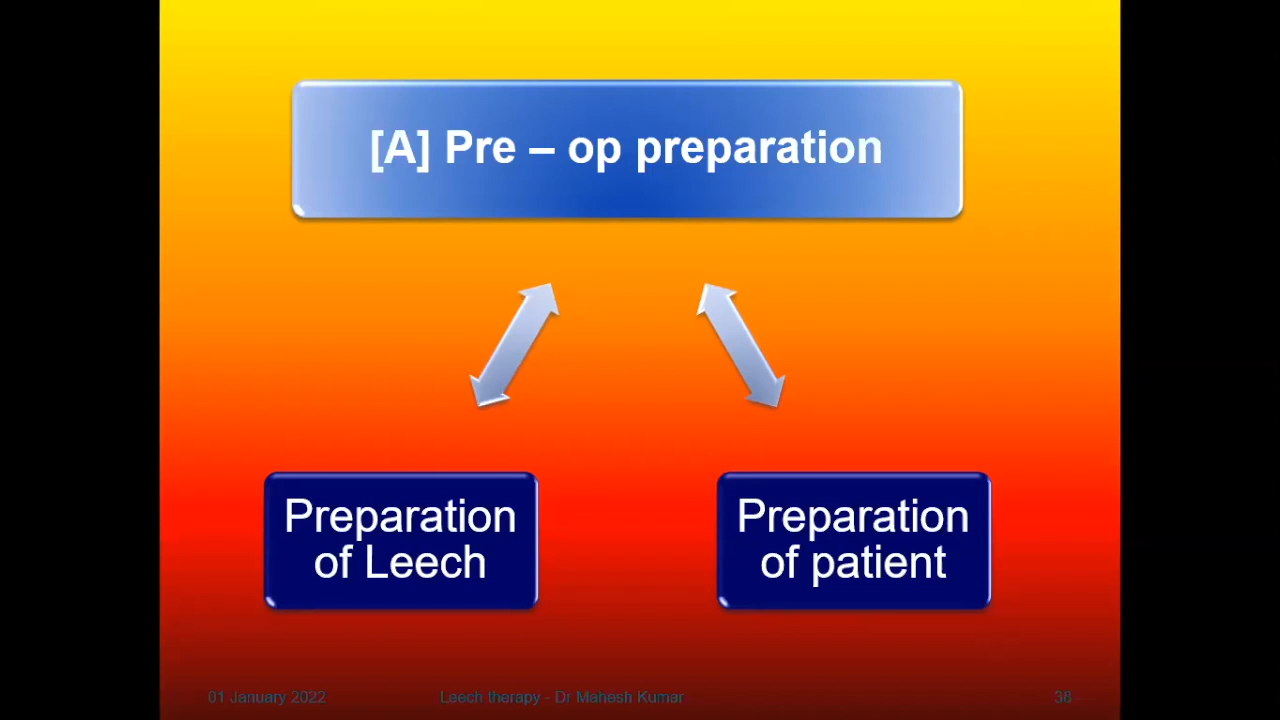 [A] Pre – op preparation
Preparation
of Leech
Preparation
of patient
01 January 2022
Leech therapy - Dr Mahesh Kumar
38